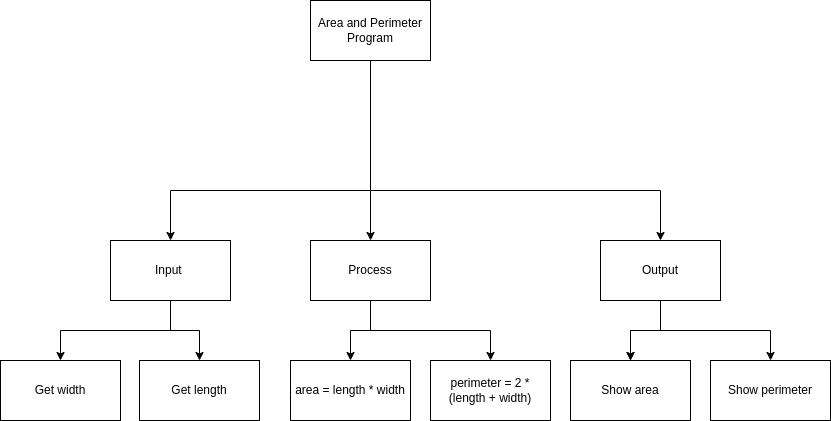 Area and Perimeter
Program
Input
Process
Output
Get width
Get length
area = length * width
perimeter = 2 *
(length + width)
Show area
Show perimeter